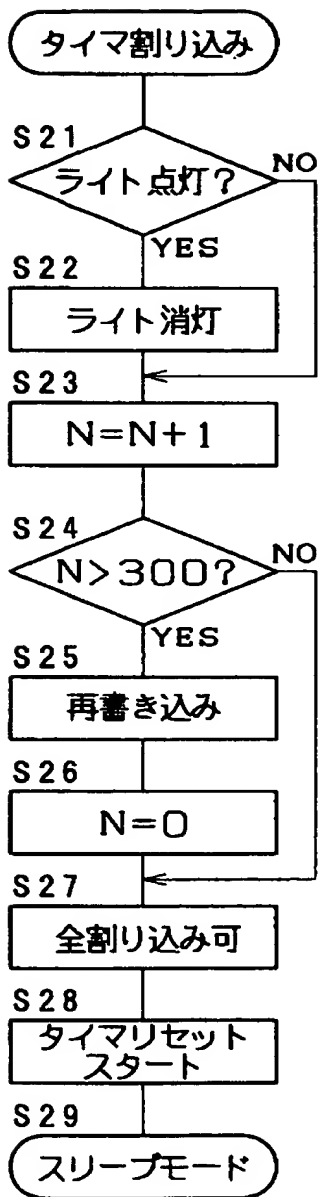 タイマ割り込み
S21
ライト点灯?
NO
YES
S22
ライト消灯
S23
N=N+1
S24
N>300?
NO
YES
S25
再書き込み
S26
N=0
S27
全割り込み可
S28
タイマリセット
スタート
S29
スリープモード